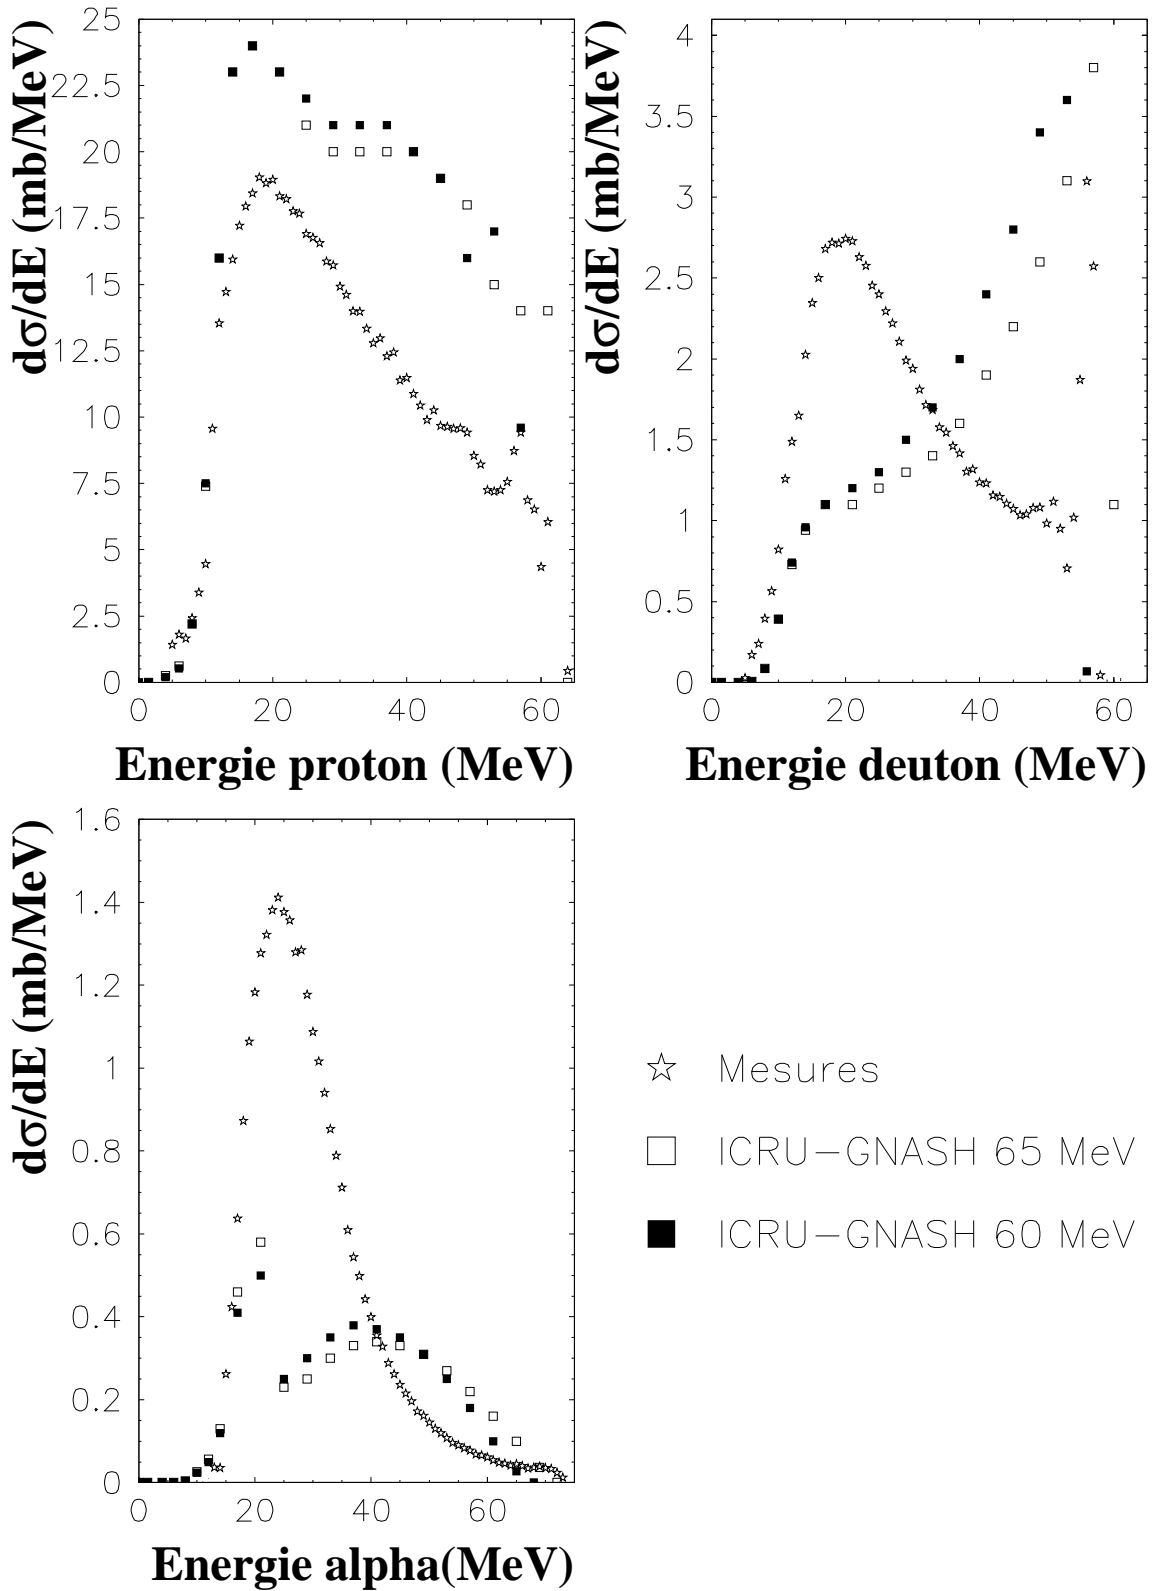 dσ/dE (mb/MeV)
25
22.5
20
17.5
15
12.5
10
7.5
5
2.5
0
0 20 40 60
Energie proton (MeV)
dσ/dE (mb/MeV)
4
3.5
3
2.5
2
1.5
1
0.5
0
0 20 40 60
Energie deuton (MeV)
dσ/dE (mb/MeV)
1.6
1.4
1.2
1
0.8
0.6
0.4
0.2
0
0 20 40 60
Energie alpha(MeV)
Mesures
ICRU-GNASH 65 MeV
ICRU-GNASH 60 MeV